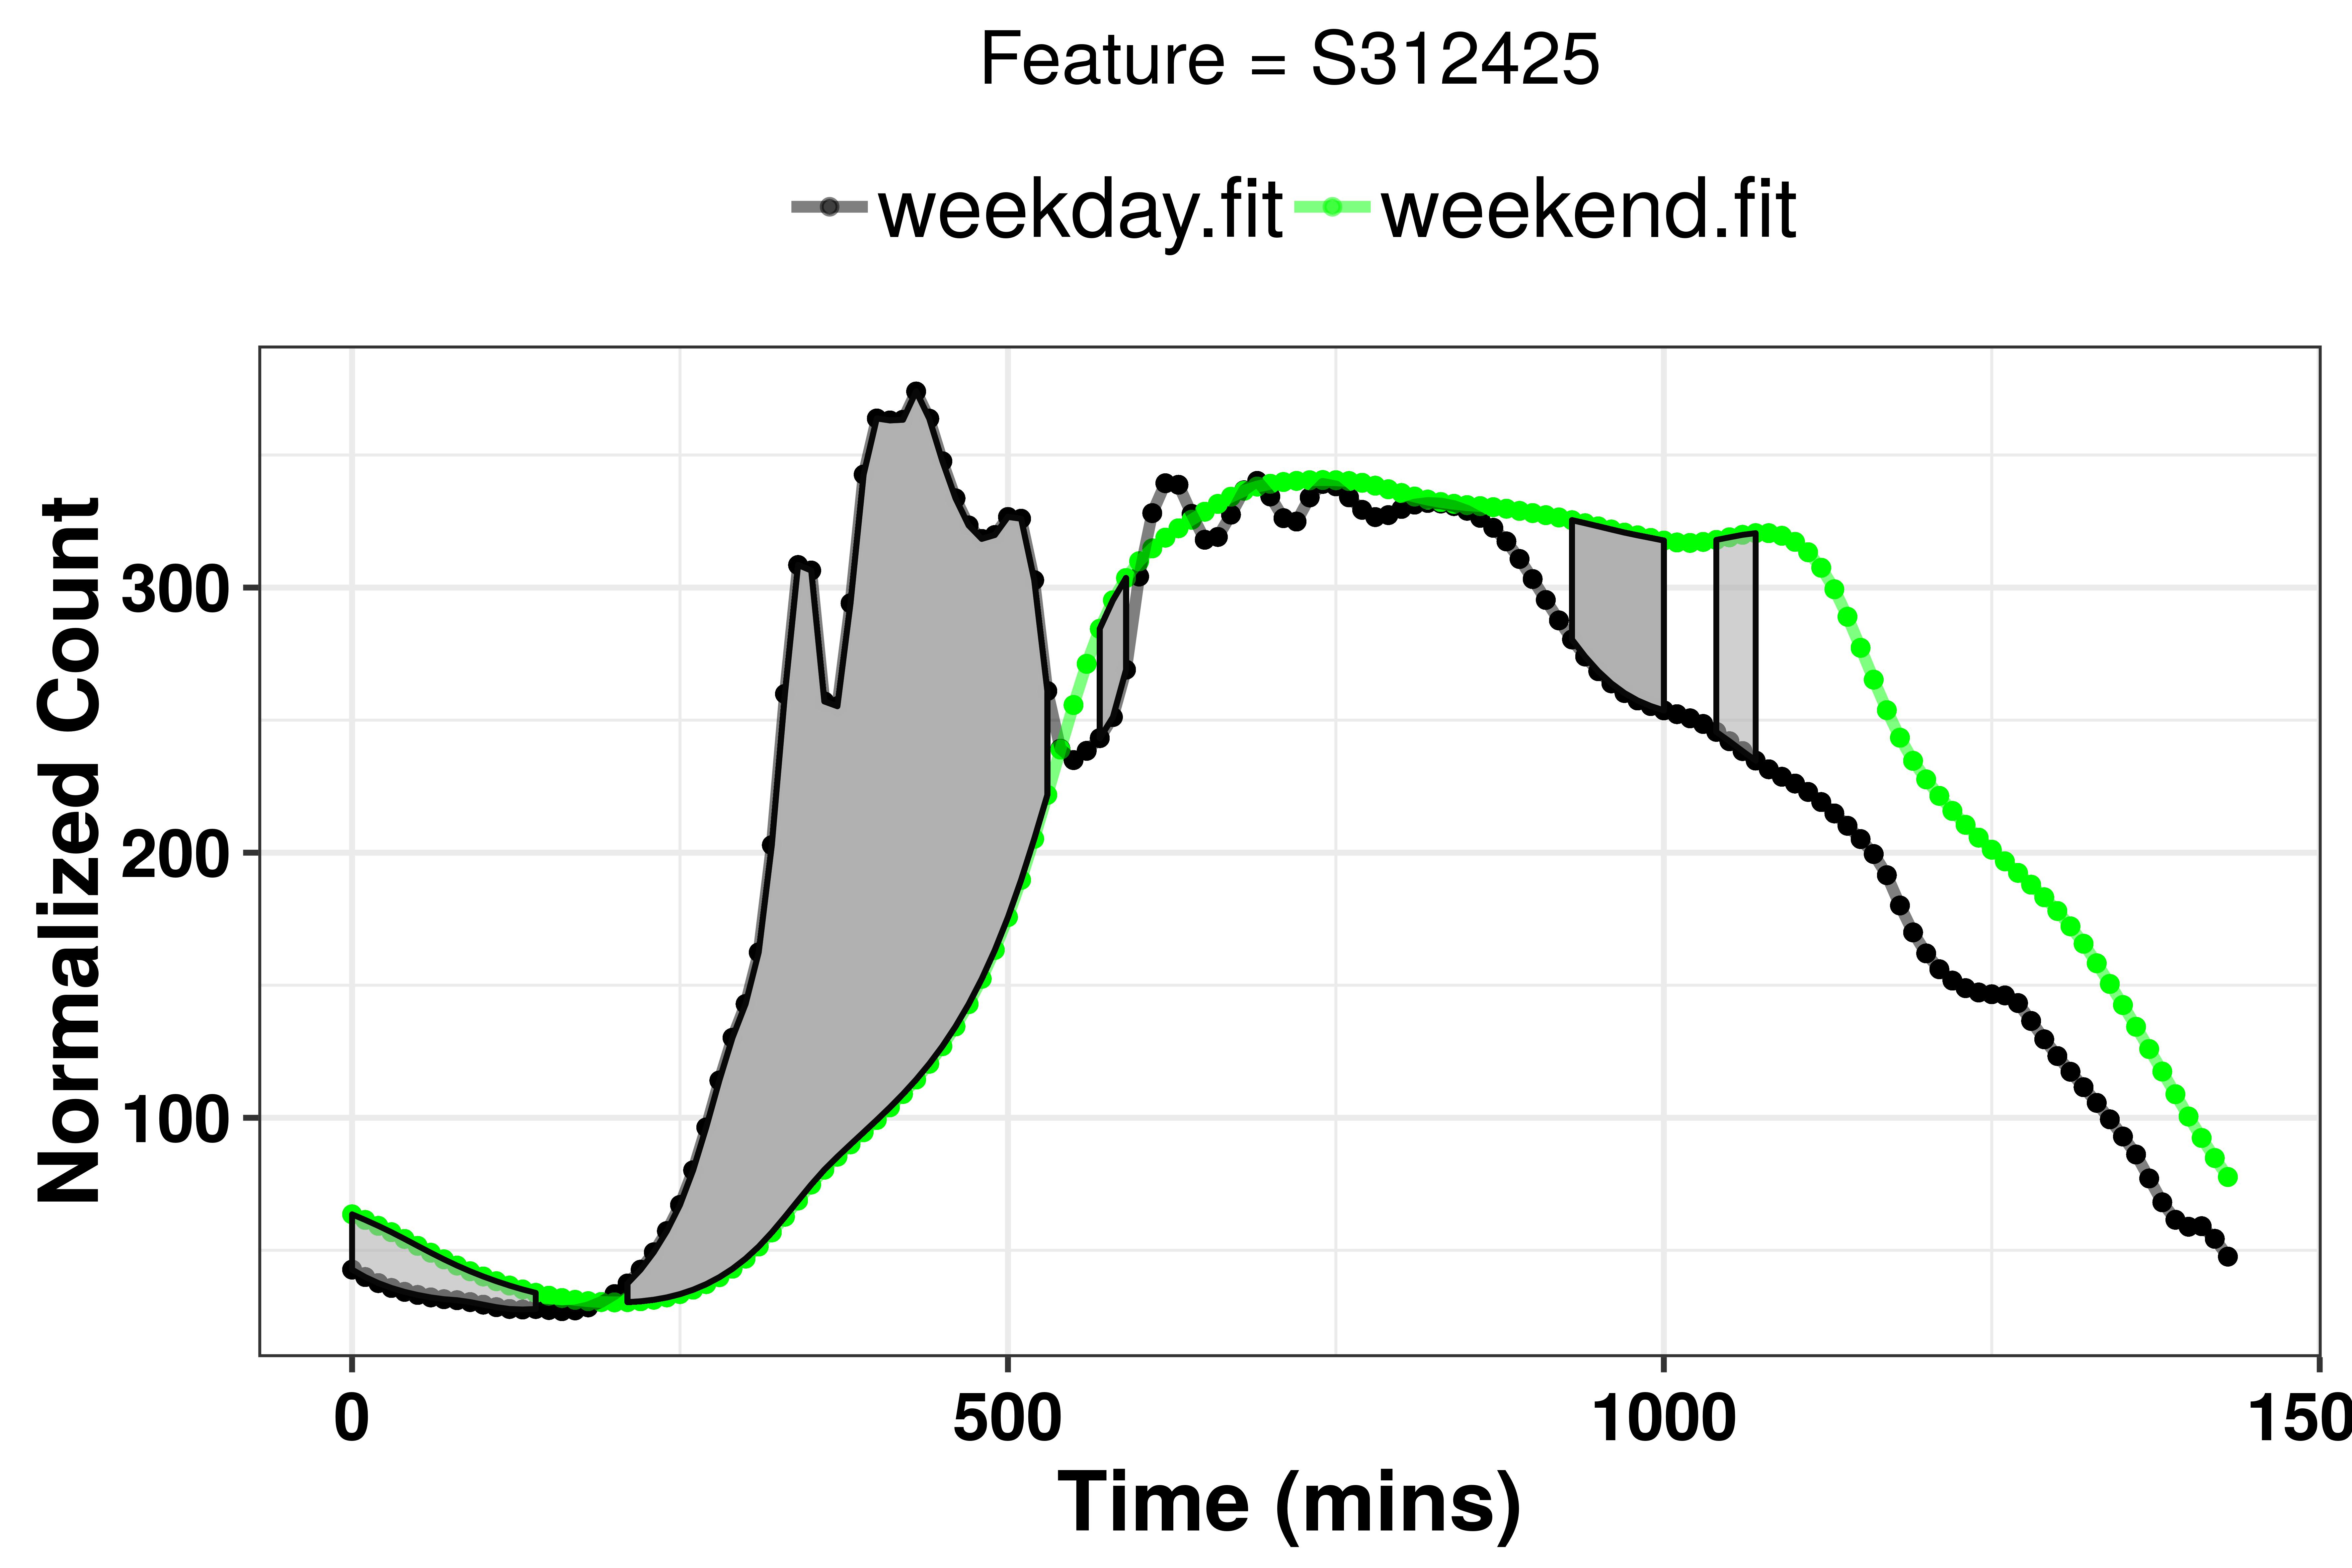 Feature = S312425
weekday.fit weekend.fit
Normalized Count
300
200
100
0 500 1000 150
Time (mins)